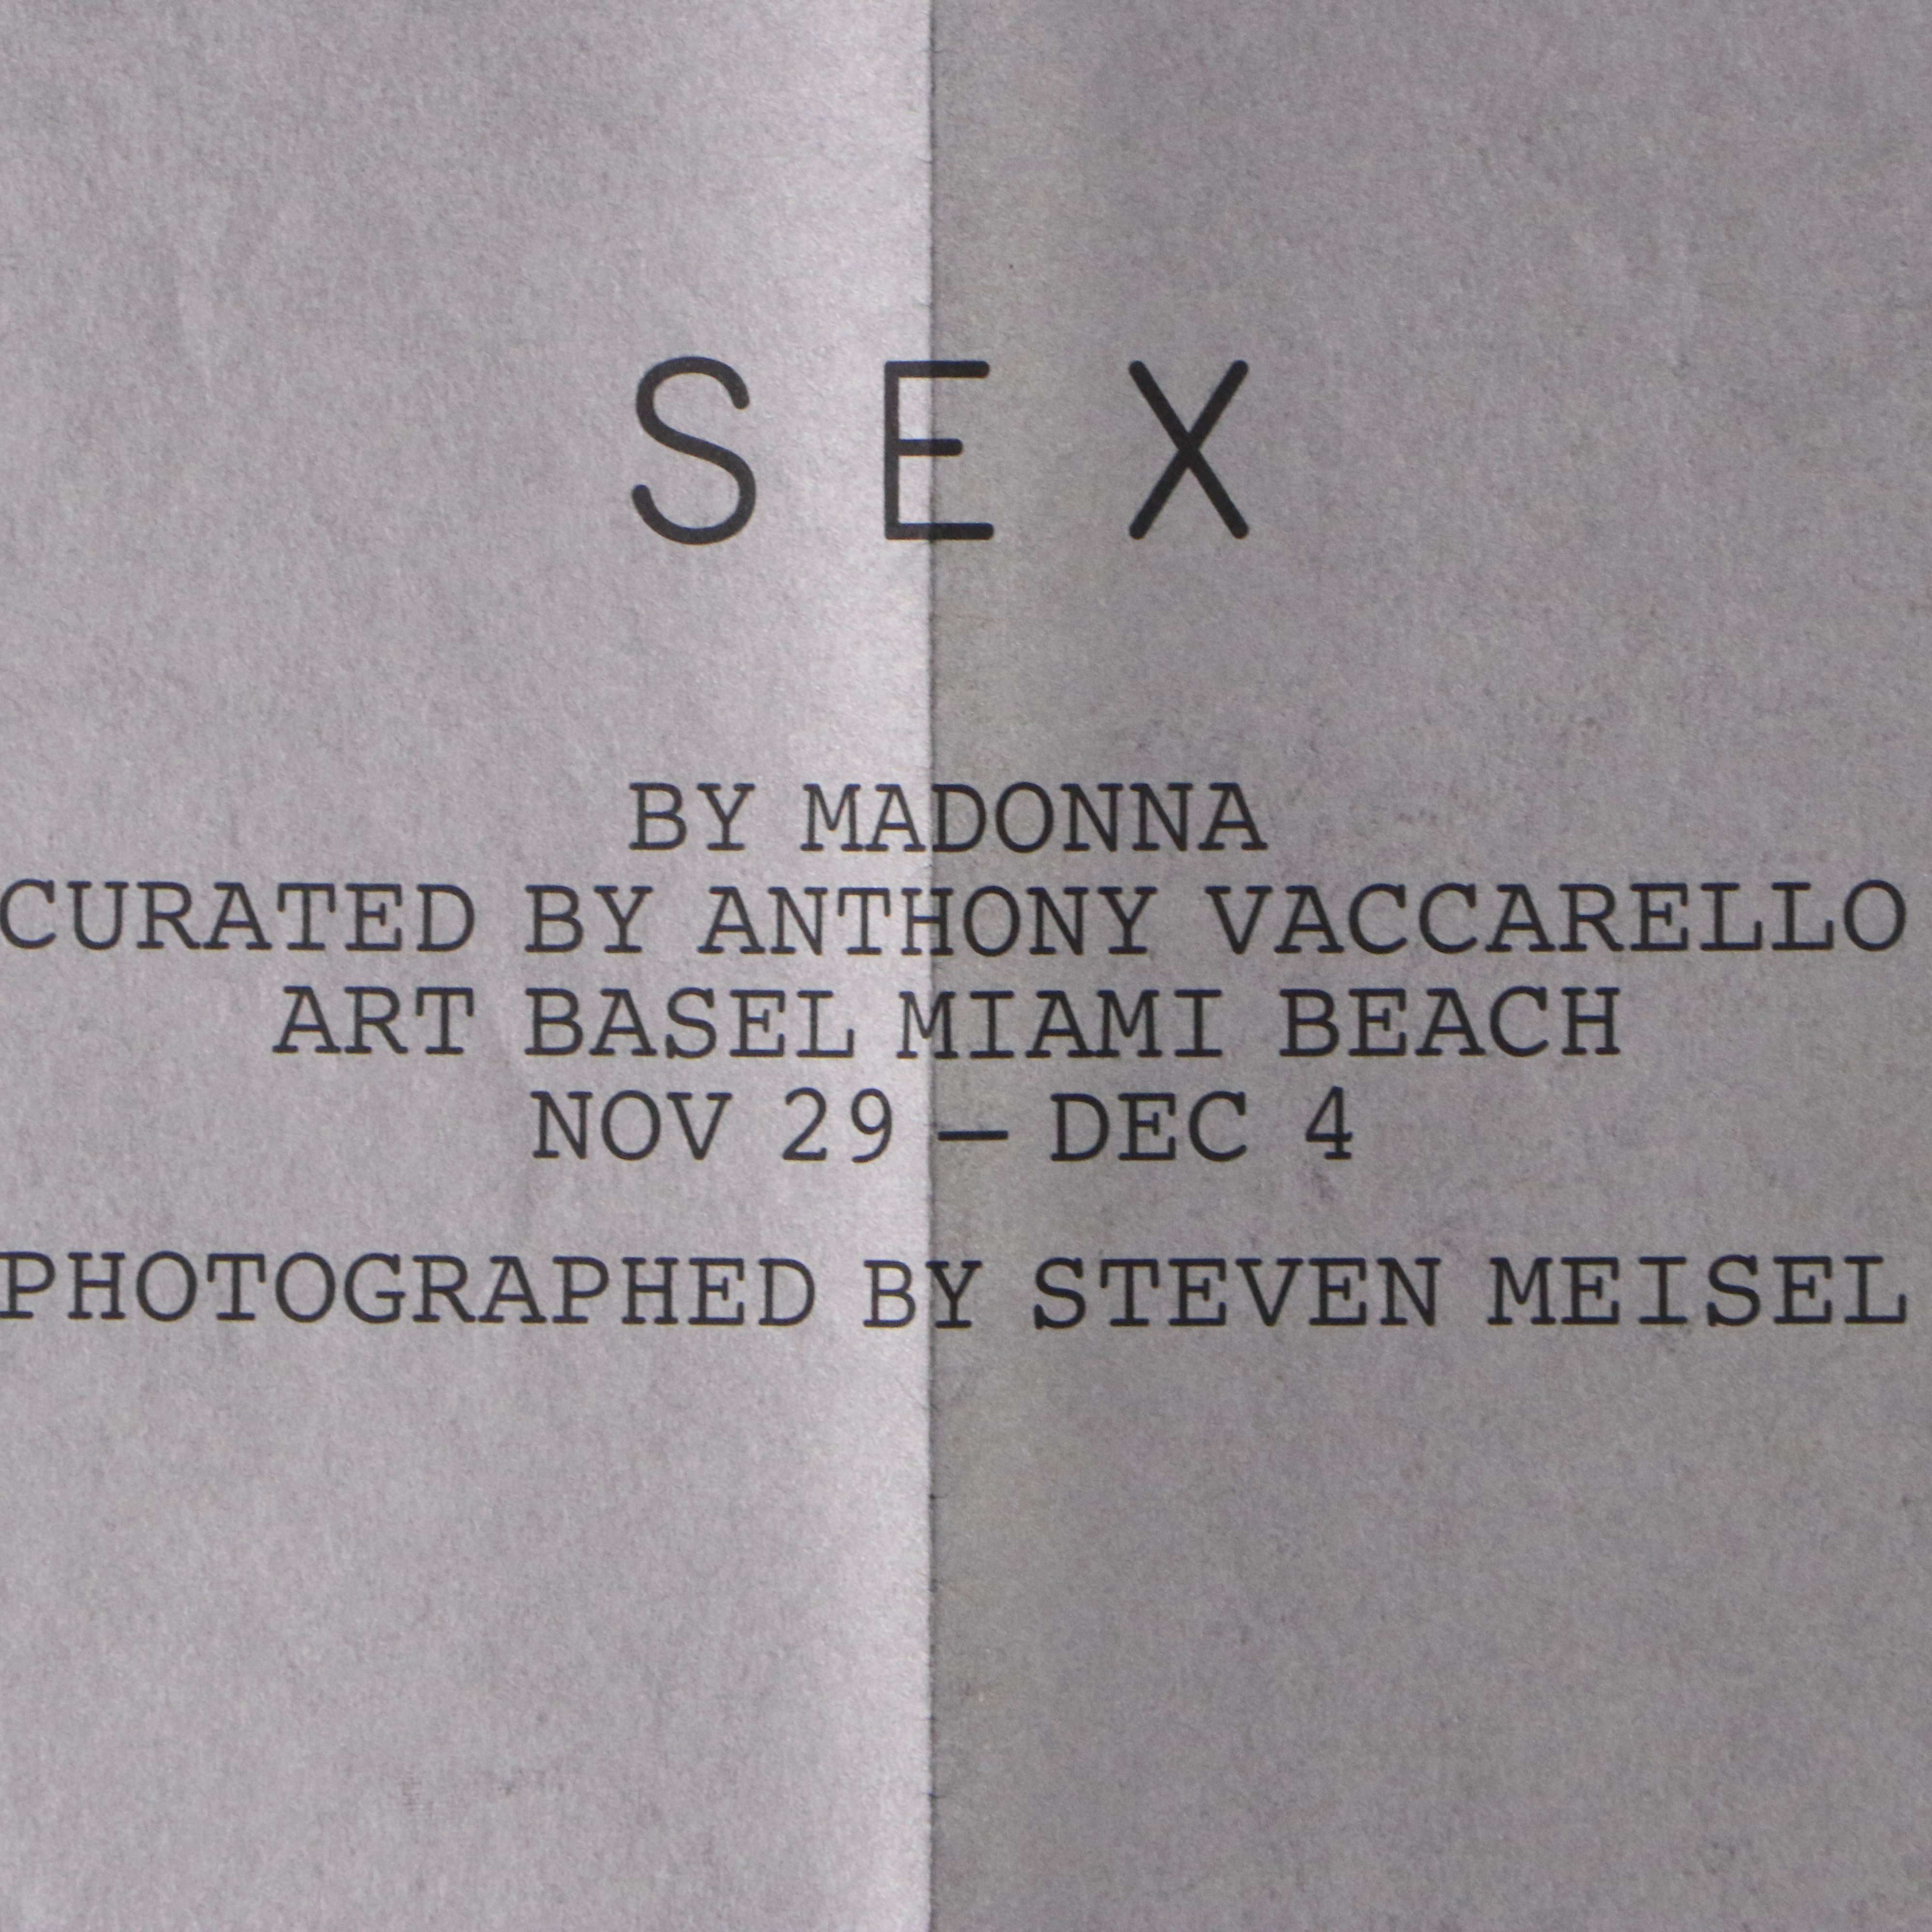 SEX
BY MADONNA
CURATED BY ANTHONY VACCARELLO
ART BASEL MIAMI BEACH
NOV 29 — DEC 4
PHOTOGRAPHED BY STEVEN MEISEL